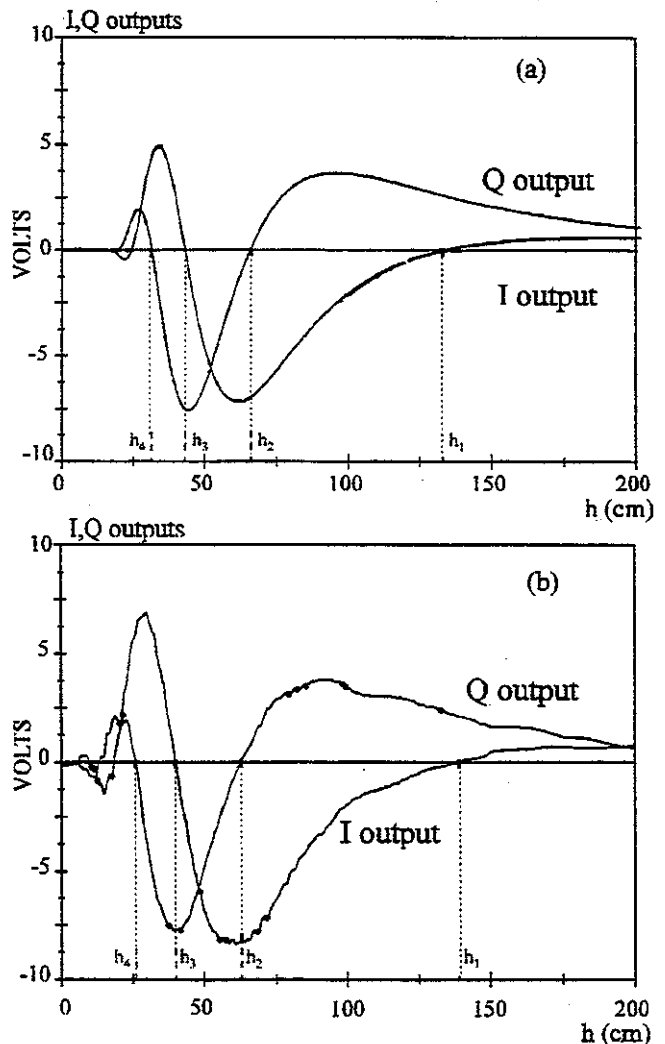 I,Q outputs
10
(a)
5
Q output
VOLTS
0
I output
-5
h₄ h₃ h₂ h₁
-10
0 50 100 150 200
h (cm)
I,Q outputs
10
(b)
5
Q output
VOLTS
0
I output
-5
h₄ h₃ h₂ h₁
-10
0 50 100 150 200
h (cm)